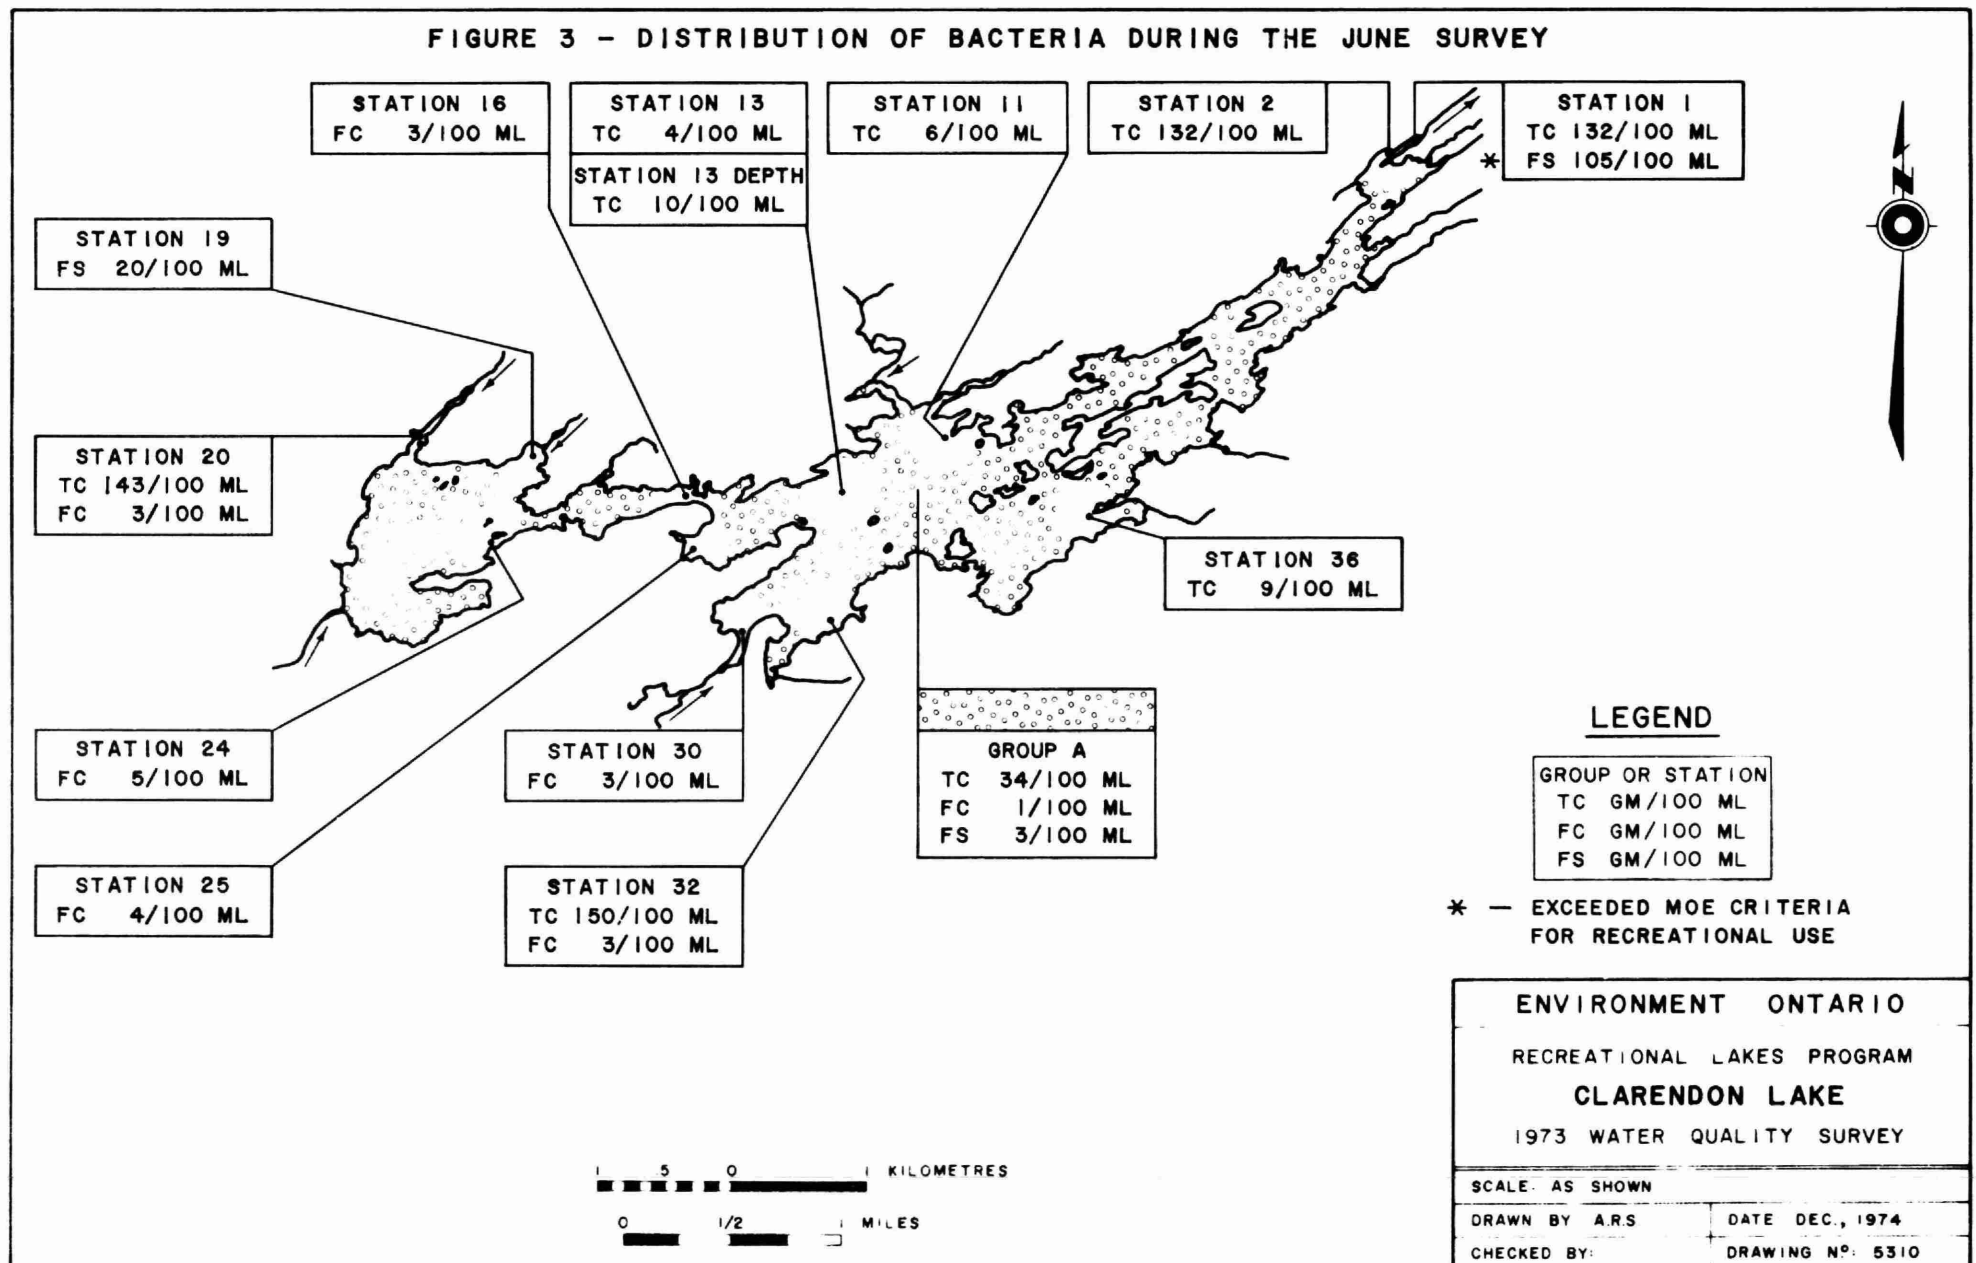 FIGURE 3 - DISTRIBUTION OF BACTERIA DURING THE JUNE SURVEY
STATION 16
FC 3/100 ML
STATION 13
TC 4/100 ML
STATION 13 DEPTH
TC 10/100 ML
STATION 11
TC 6/100 ML
STATION 2
TC 132/100 ML
STATION 1
TC 132/100 ML
* FS 105/100 ML
N
STATION 19
FS 20/100 ML
STATION 20
TC 143/100 ML
FC 3/100 ML
STATION 36
TC 9/100 ML
STATION 24
FC 5/100 ML
STATION 30
FC 3/100 ML
GROUP A
TC 34/100 ML
FC 1/100 ML
FS 3/100 ML
STATION 25
FC 4/100 ML
STATION 32
TC 150/100 ML
FC 3/100 ML
LEGEND
GROUP OR STATION
TC GM/100 ML
FC GM/100 ML
FS GM/100 ML
* — EXCEEDED MOE CRITERIA
FOR RECREATIONAL USE
ENVIRONMENT ONTARIO
RECREATIONAL LAKES PROGRAM
CLARENDON LAKE
1973 WATER QUALITY SURVEY
SCALE: AS SHOWN
DRAWN BY A.R.S
DATE DEC., 1974
CHECKED BY:
DRAWING Nº: 5310
1 .5 0 1 KILOMETRES
0 1/2 1 MILES